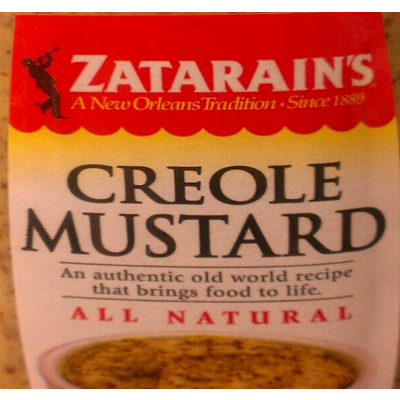 ZATARAIN'S
A New Orleans Tradition · Since 1889
CREOLE
MUSTARD
An authentic old world recipe
that brings food to life.
ALL NATURAL